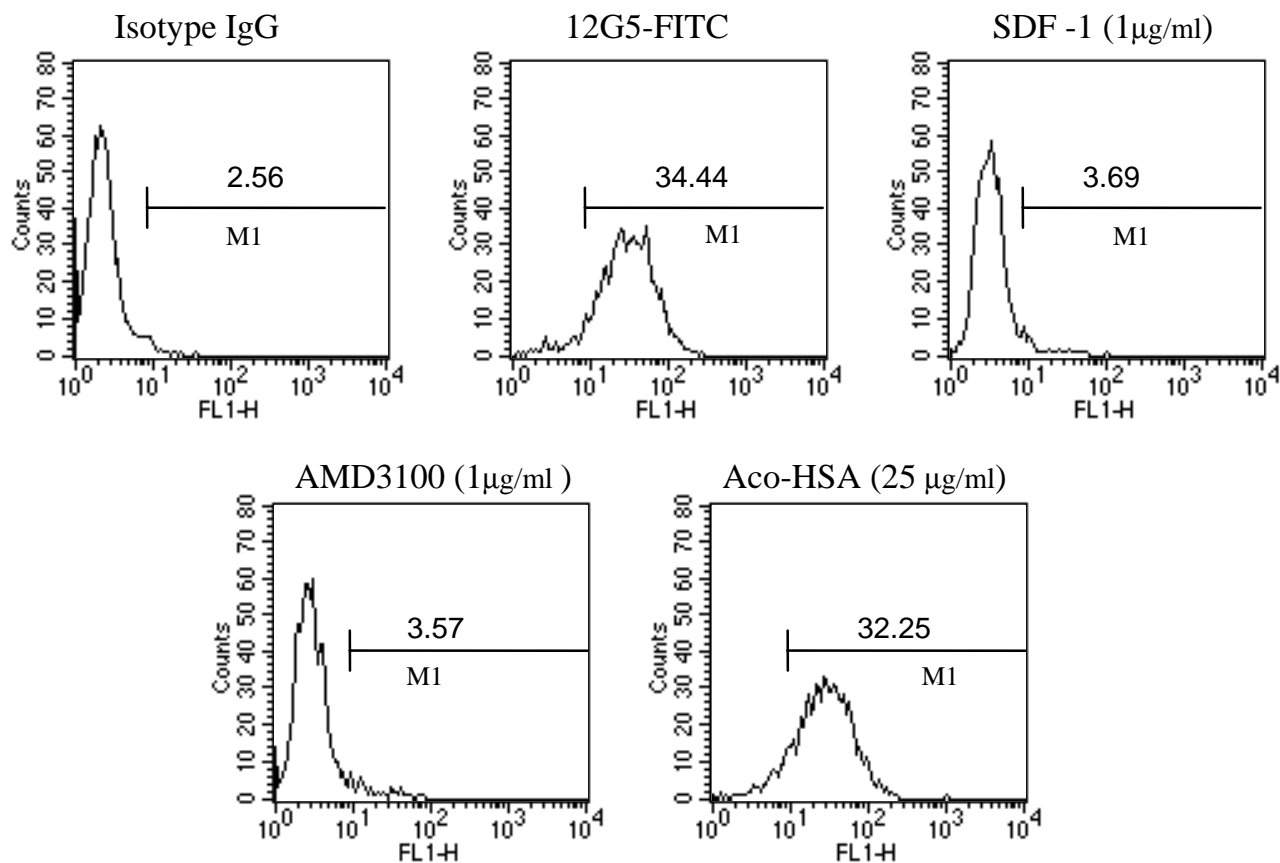 Isotype IgG
12G5-FITC
SDF -1 (1μg/ml)
80
70
60
50
40
30
20
10
0
Counts
2.56
M1
10^0 10^1 10^2 10^3 10^4
FL1-H
80
70
60
50
40
30
20
10
0
Counts
34.44
M1
10^0 10^1 10^2 10^3 10^4
FL1-H
80
70
60
50
40
30
20
10
0
Counts
3.69
M1
10^0 10^1 10^2 10^3 10^4
FL1-H
AMD3100 (1μg/ml )
Aco-HSA (25 μg/ml)
80
70
60
50
40
30
20
10
0
Counts
3.57
M1
10^0 10^1 10^2 10^3 10^4
FL1-H
80
70
60
50
40
30
20
10
0
Counts
32.25
M1
10^0 10^1 10^2 10^3 10^4
FL1-H